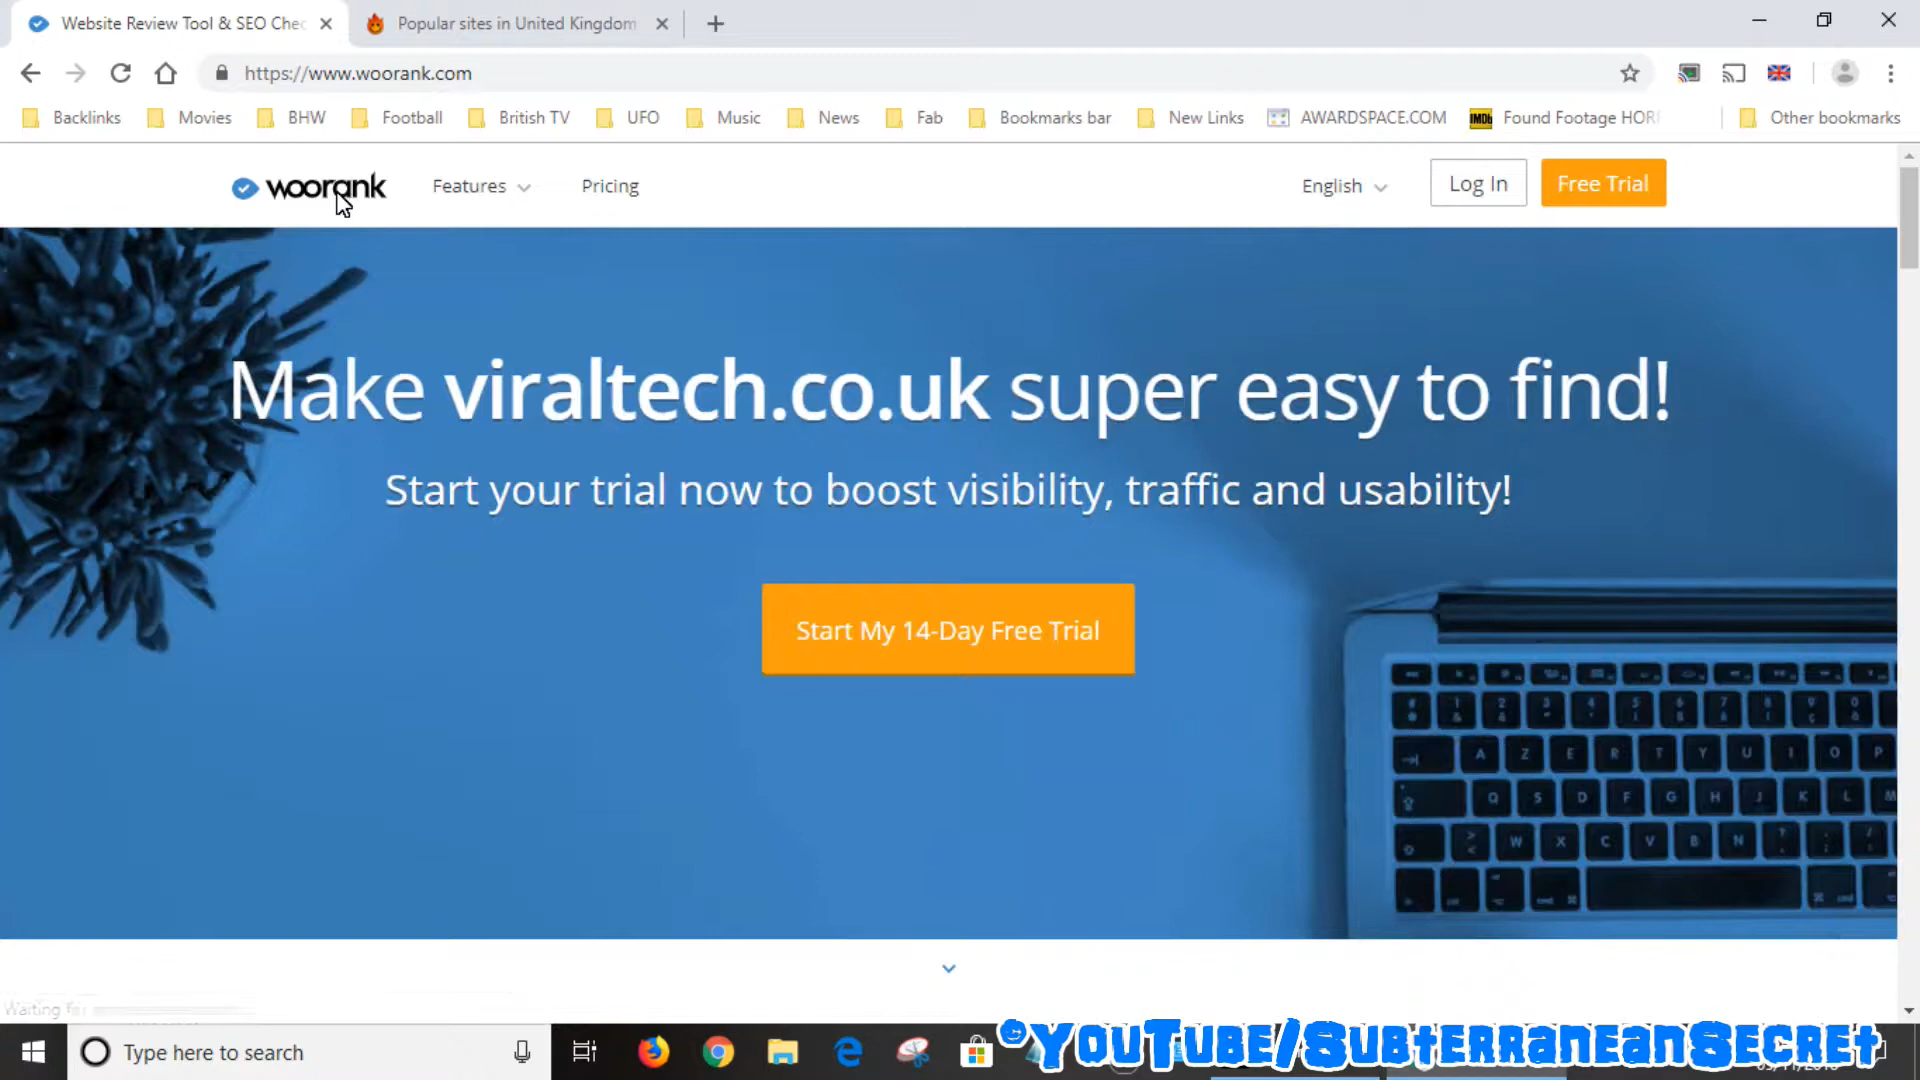 Website Review Tool & SEO Chec
Popular sites in United Kingdom
https://www.woorank.com
Backlinks
Movies
BHW
Football
British TV
UFO
Music
News
Fab
Bookmarks bar
New Links
AWARDSPACE.COM
IMDb
Found Footage HOR
Other bookmarks
woorank
Features
Pricing
English
Log In
Free Trial
Make viraltech.co.uk super easy to find!
Start your trial now to boost visibility, traffic and usability!
Start My 14-Day Free Trial
Waiting for
Type here to search
©YouTube/SubterraneanSecret